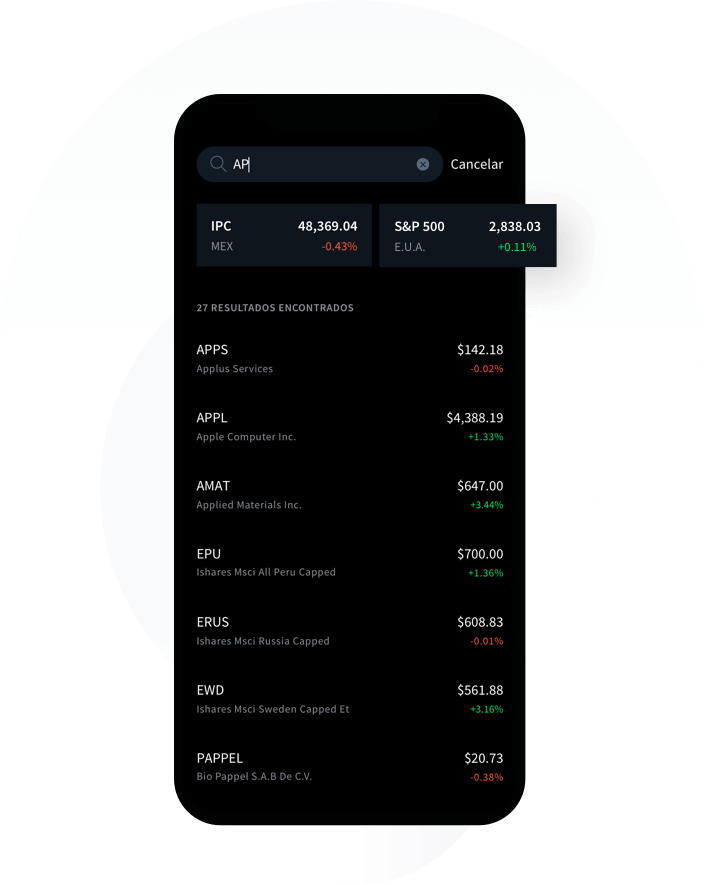 AP
Cancelar
IPC 48,369.04
MEX -0.43%
S&P 500 2,838.03
E.U.A. +0.11%
27 RESULTADOS ENCONTRADOS
APPS $142.18
Applus Services -0.02%
APPL $4,388.19
Apple Computer Inc. +1.33%
AMAT $647.00
Applied Materials Inc. +3.44%
EPU $700.00
Ishares Msci All Peru Capped +1.36%
ERUS $608.83
Ishares Msci Russia Capped -0.01%
EWD $561.88
Ishares Msci Sweden Capped Et +3.16%
PAPPEL $20.73
Bio Pappel S.A.B De C.V. -0.38%